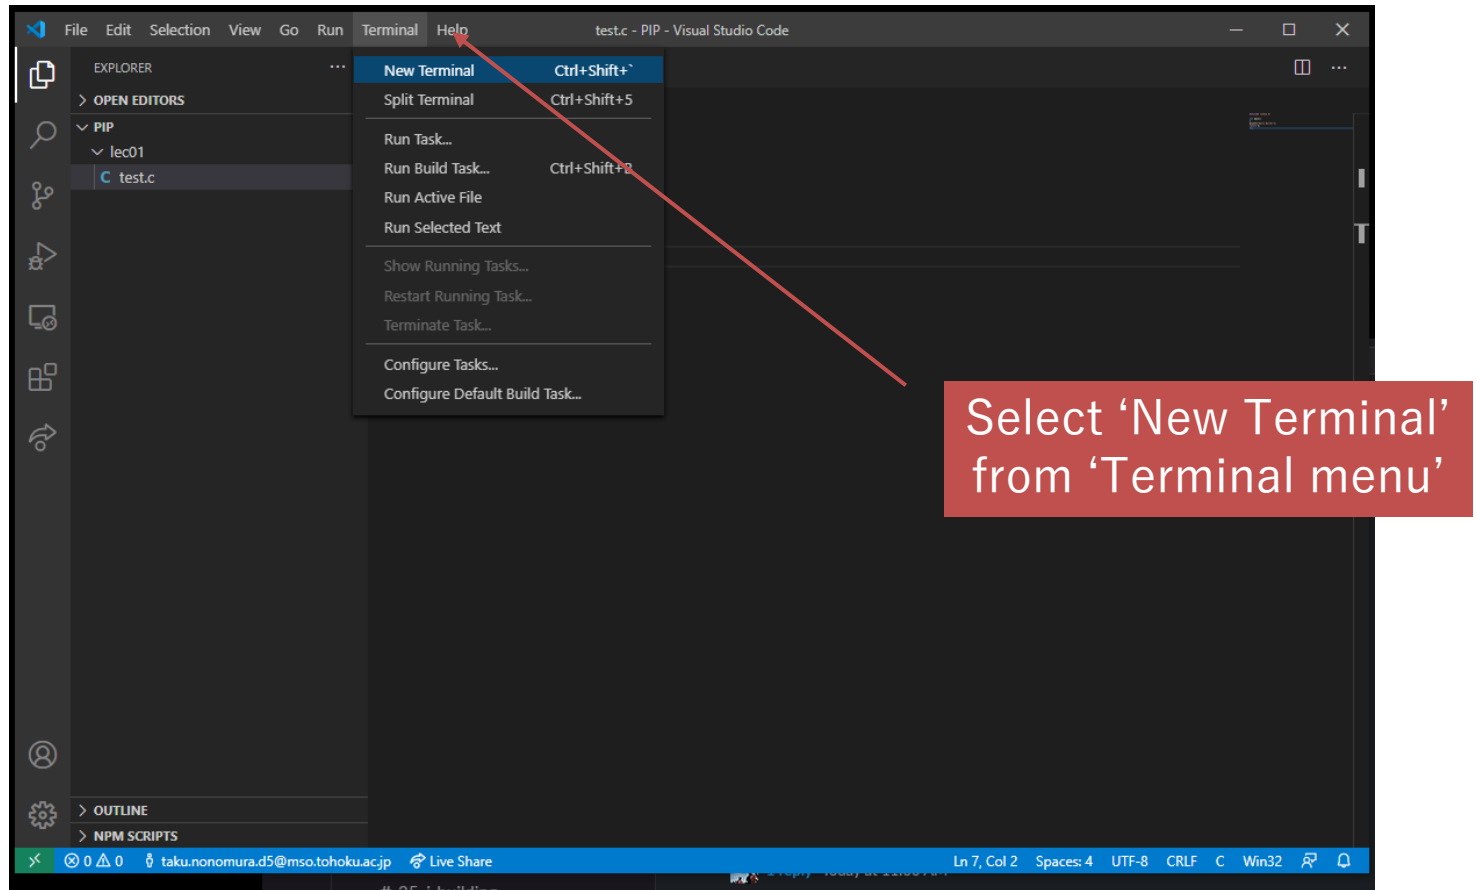 File Edit Selection View Go Run Terminal Help test.c - PIP - Visual Studio Code
EXPLORER
OPEN EDITORS
PIP
lec01
C test.c
New Terminal Ctrl+Shift+`
Split Terminal Ctrl+Shift+5
Run Task...
Run Build Task... Ctrl+Shift+B
Run Active File
Run Selected Text
Show Running Tasks...
Restart Running Task...
Terminate Task...
Configure Tasks...
Configure Default Build Task...
Select ‘New Terminal’
from ‘Terminal menu’
OUTLINE
NPM SCRIPTS
0 0 taku.nonomura.d5@mso.tohoku.ac.jp Live Share Ln 7, Col 2 Spaces: 4 UTF-8 CRLF C Win32